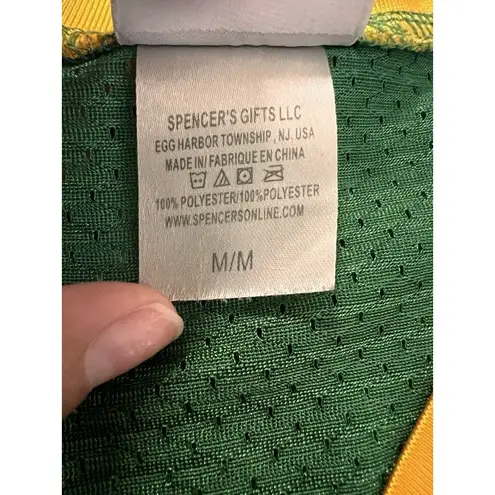 SPENCER'S GIFTS LLC
EGG HARBOR TOWNSHIP, NJ. USA
MADE IN/ FABRIQUE EN CHINA
100% POLYESTER/100%POLYESTER
WWW.SPENCERSONLINE.COM
M/M